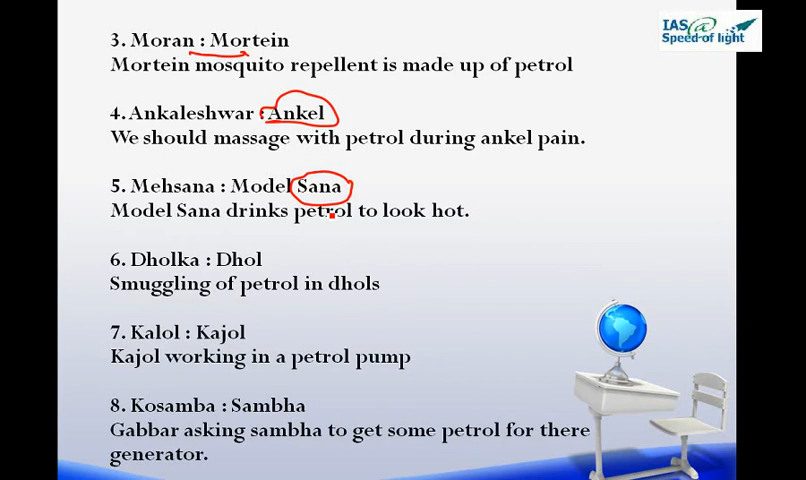 IAS@
Speed of light
3. Moran : Mortein
Mortein mosquito repellent is made up of petrol
4. Ankaleshwar : Ankel
We should massage with petrol during ankel pain.
5. Mehsana : Model Sana
Model Sana drinks petrol to look hot.
6. Dholka : Dhol
Smuggling of petrol in dhols
7. Kalol : Kajol
Kajol working in a petrol pump
8. Kosamba : Sambha
Gabbar asking sambha to get some petrol for there
generator.